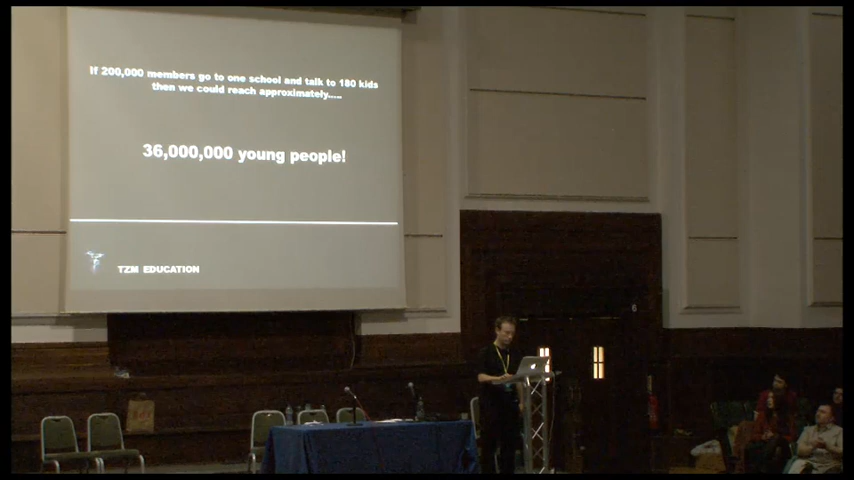 If 200,000 members go to one school and talk to 180 kids
then we could reach approximately.....
36,000,000 young people!
TZM EDUCATION